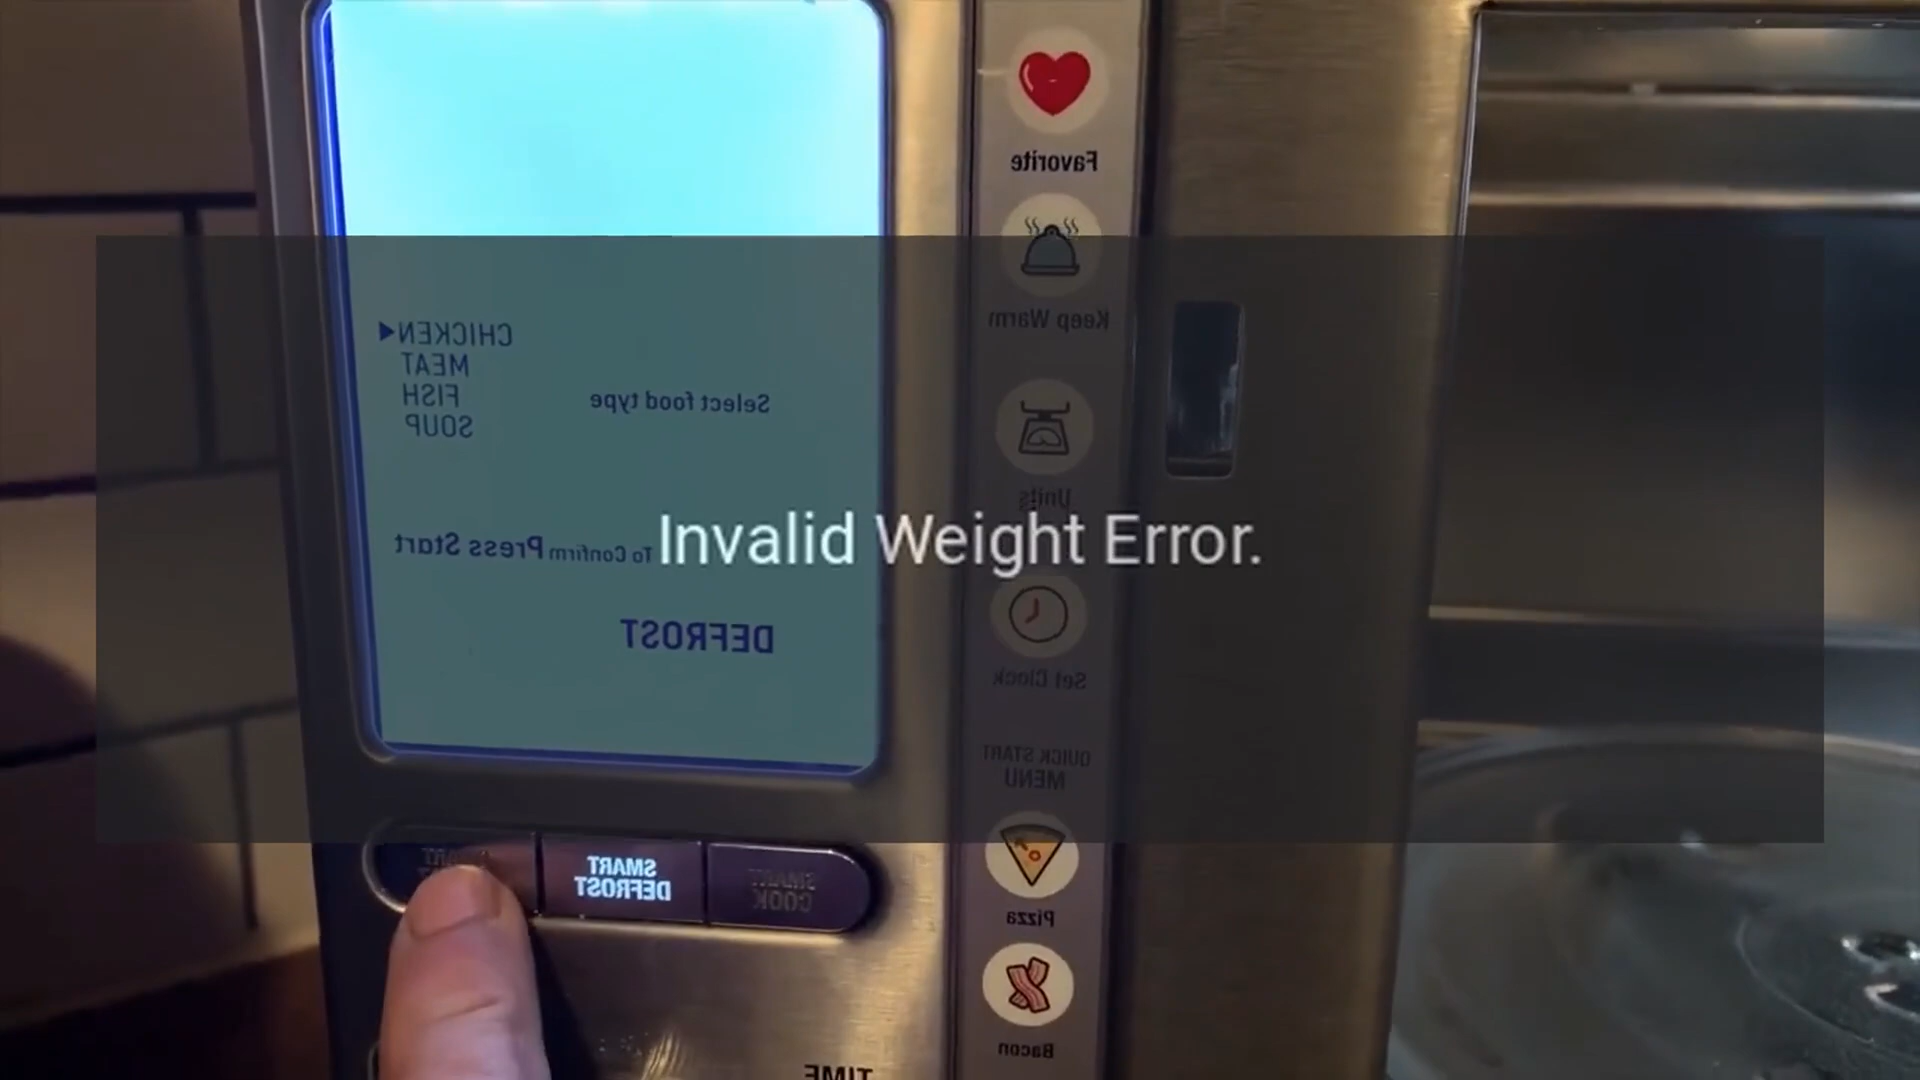 Favorite
Keep Warm
CHICKEN
MEAT
FISH
SOUP
Select food type
Units
To Confirm Press Start
Invalid Weight Error.
DEFROST
Set Clock
QUICK START
MENU
SMART
DEFROST
SMART
COOK
Pizza
Bacon
TIME